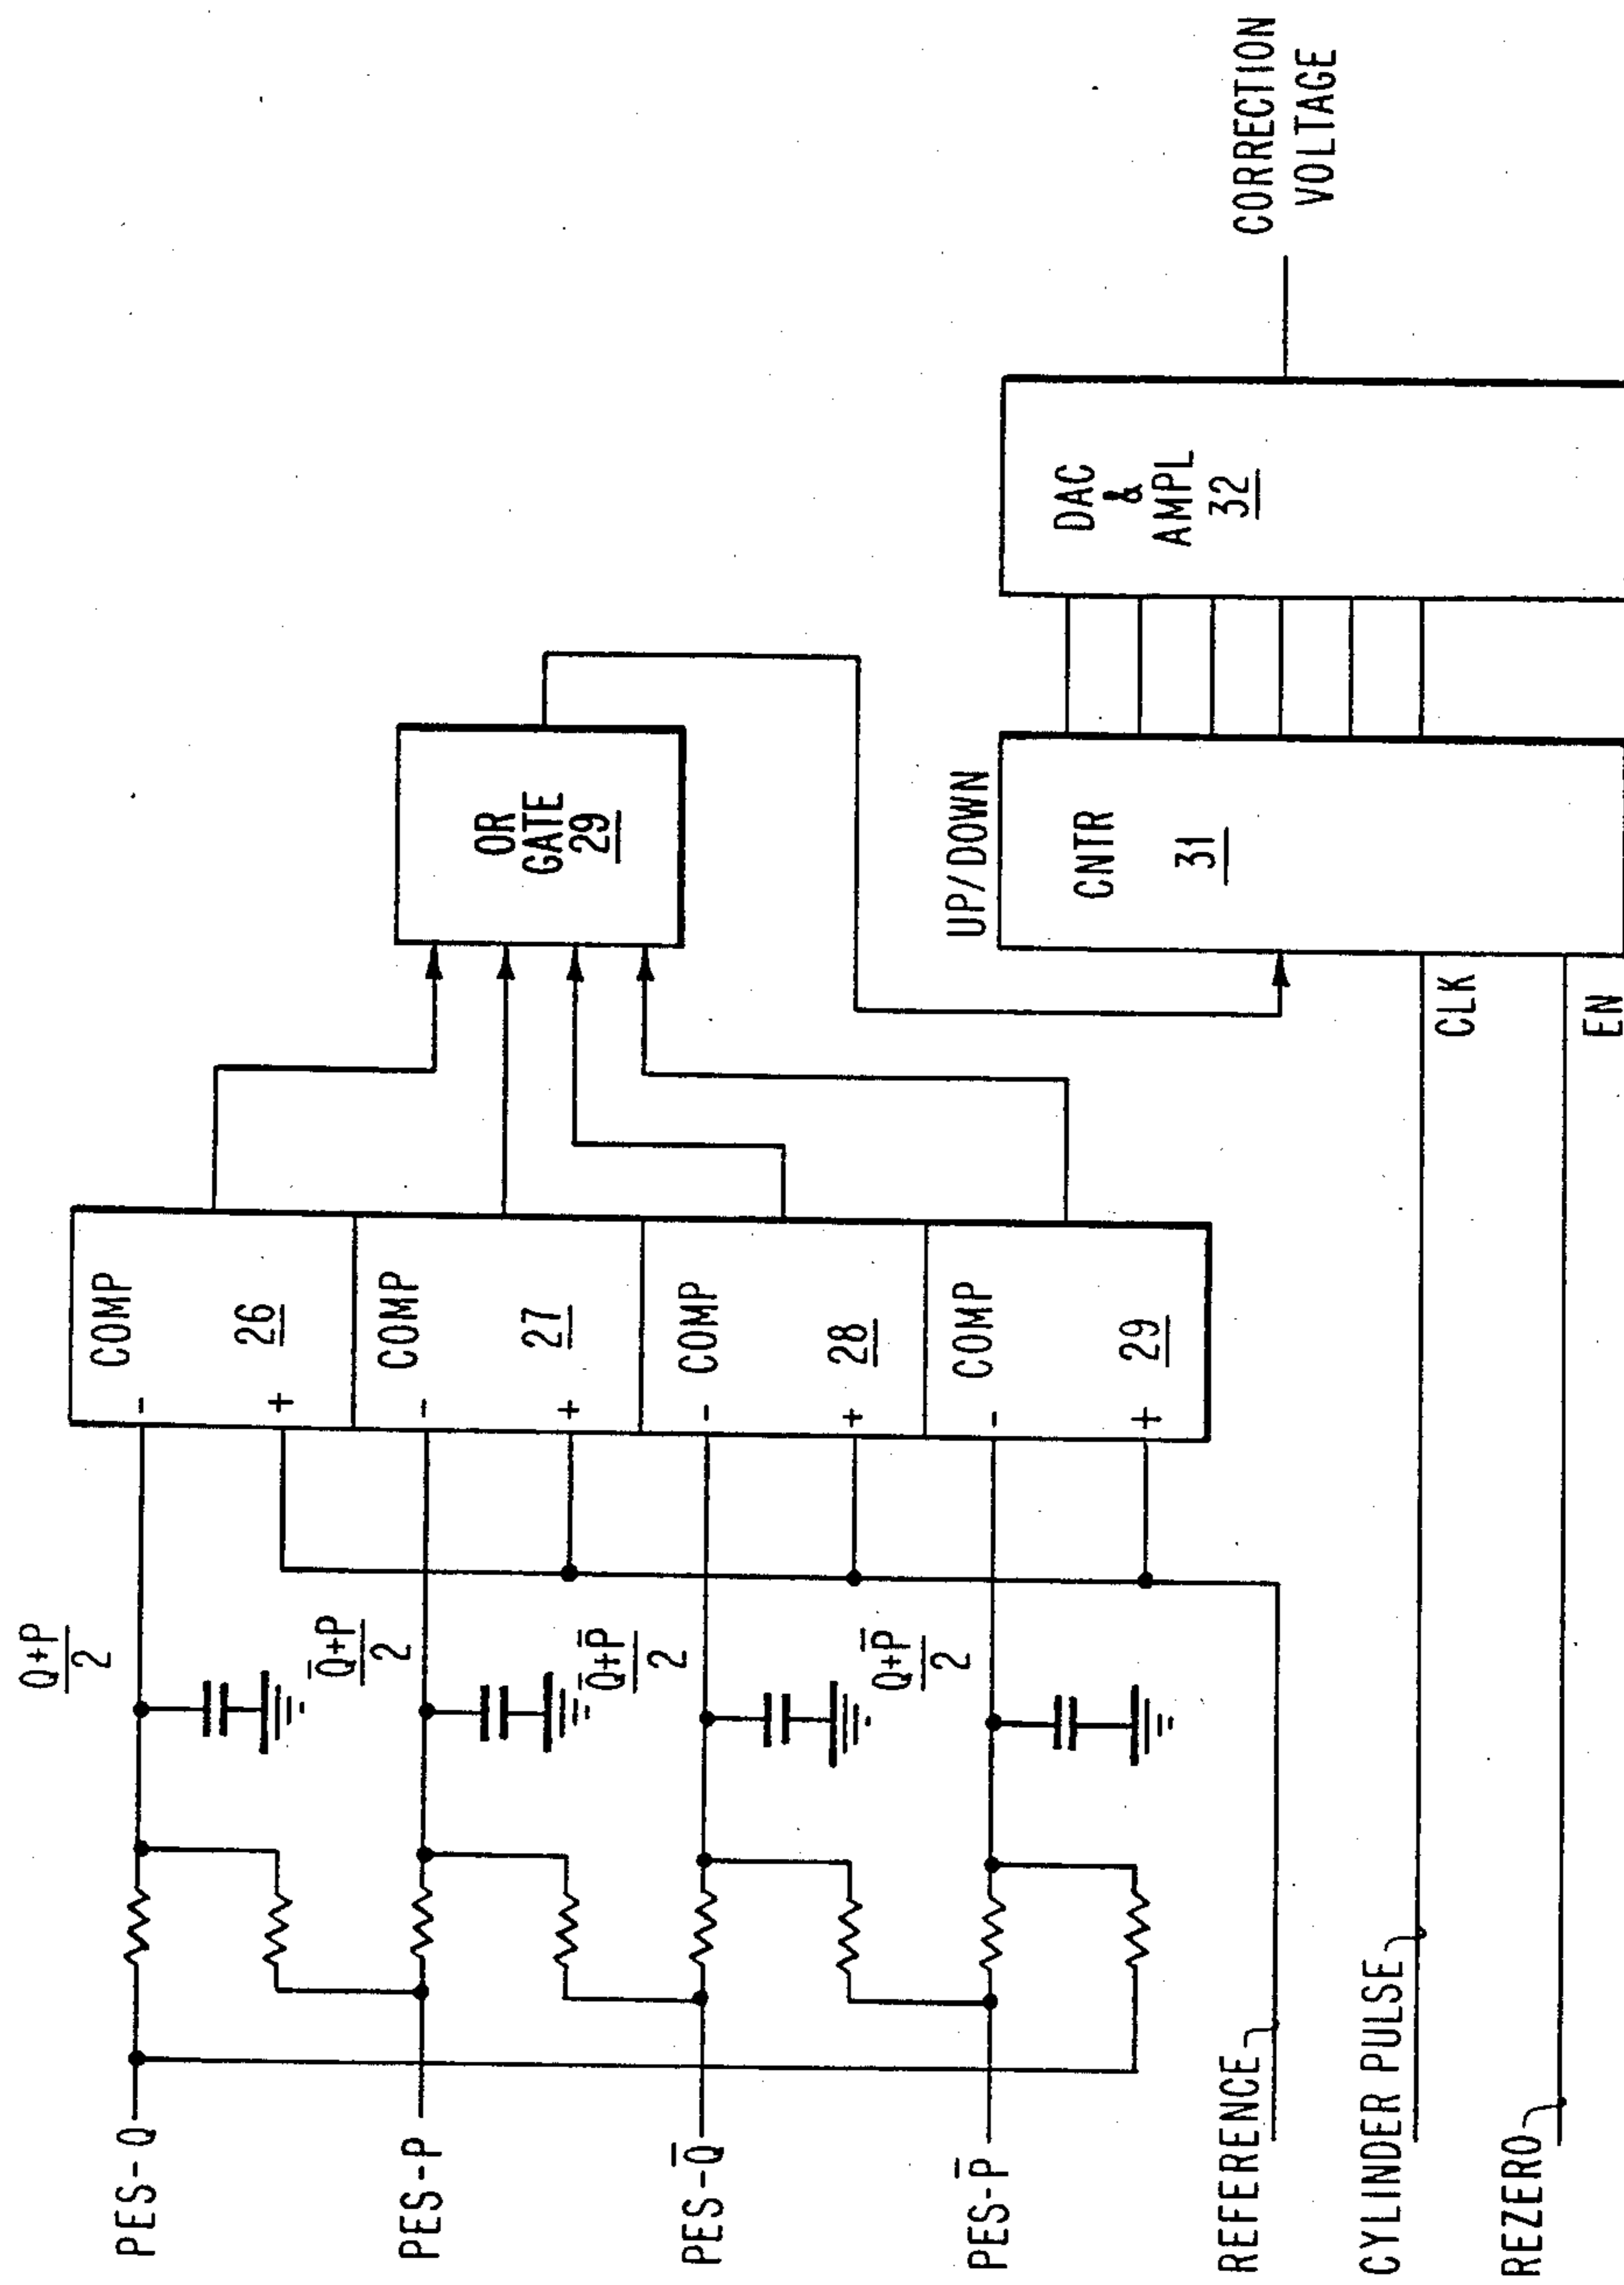 PES-Q
PES-P
PES-Q̅
PES-P̅
REFERENCE
CYLINDER PULSE
REZERO
Q+P
2
Q̅+P
2
Q̅+P̅
2
Q+P̅
2
COMP
-
26
+
COMP
-
27
+
COMP
-
28
+
COMP
-
29
+
OR
GATE
29
UP/DOWN
CNTR
31
CLK
EN
DAC
&
AMPL
32
CORRECTION
VOLTAGE